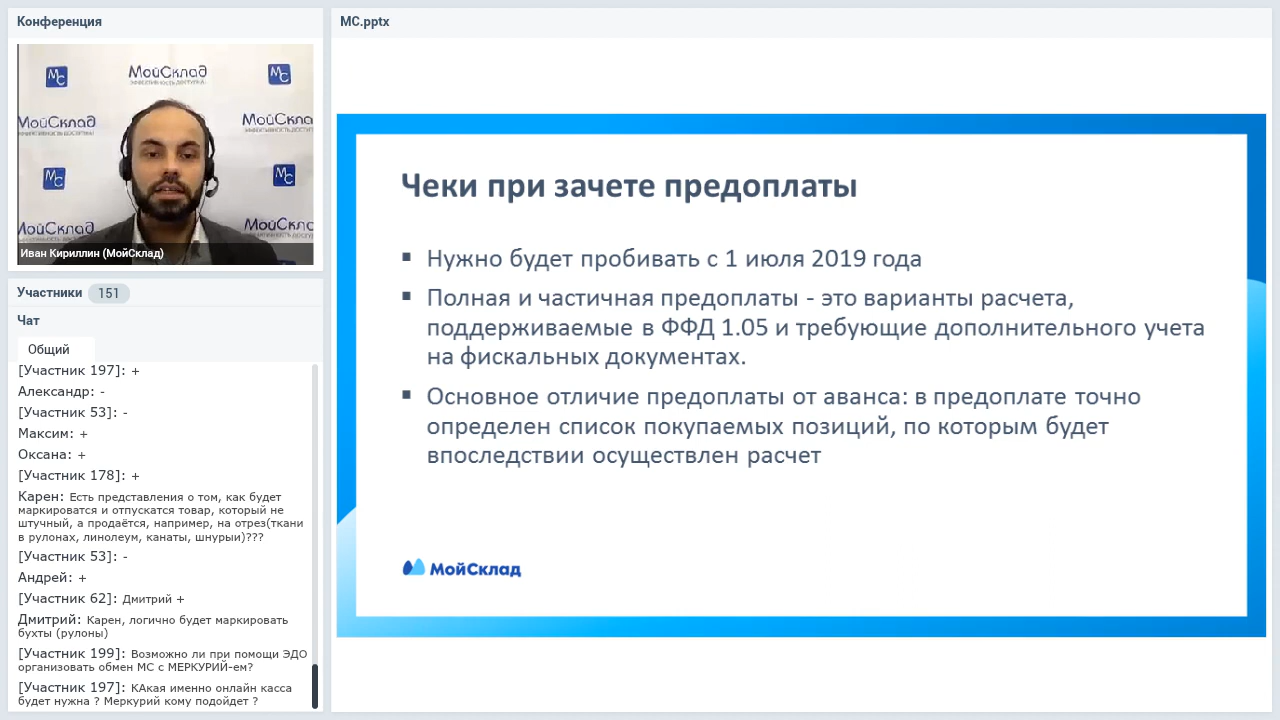 Конференция
МойСклад
МойСклад
МойСклад
МойСклад
МойСклад
Иван Кириллин (МойСклад)
Участники 151
Чат
Общий
[Участник 197]: +
Александр: -
[Участник 53]: -
Максим: +
Оксана: +
[Участник 178]: +
Карен: Есть представления о том, как будет
маркироватся и отпускатся товар, который не
штучный, а продаётся, например, на отрез(ткани
в рулонах, линолеум, канаты, шнурыи)???
[Участник 53]: -
Андрей: +
[Участник 62]: Дмитрий +
Дмитрий: Карен, логично будет маркировать
бухты (рулоны)
[Участник 199]: Возможно ли при помощи ЭДО
организовать обмен МС с МЕРКУРИЙ-ем?
[Участник 197]: КАкая именно онлайн касса
будет нужна ? Меркурий кому подойдет ?
МС.pptx
Чеки при зачете предоплаты
▪ Нужно будет пробивать с 1 июля 2019 года
▪ Полная и частичная предоплаты - это варианты расчета,
поддерживаемые в ФФД 1.05 и требующие дополнительного учета
на фискальных документах.
▪ Основное отличие предоплаты от аванса: в предоплате точно
определен список покупаемых позиций, по которым будет
впоследствии осуществлен расчет
МойСклад